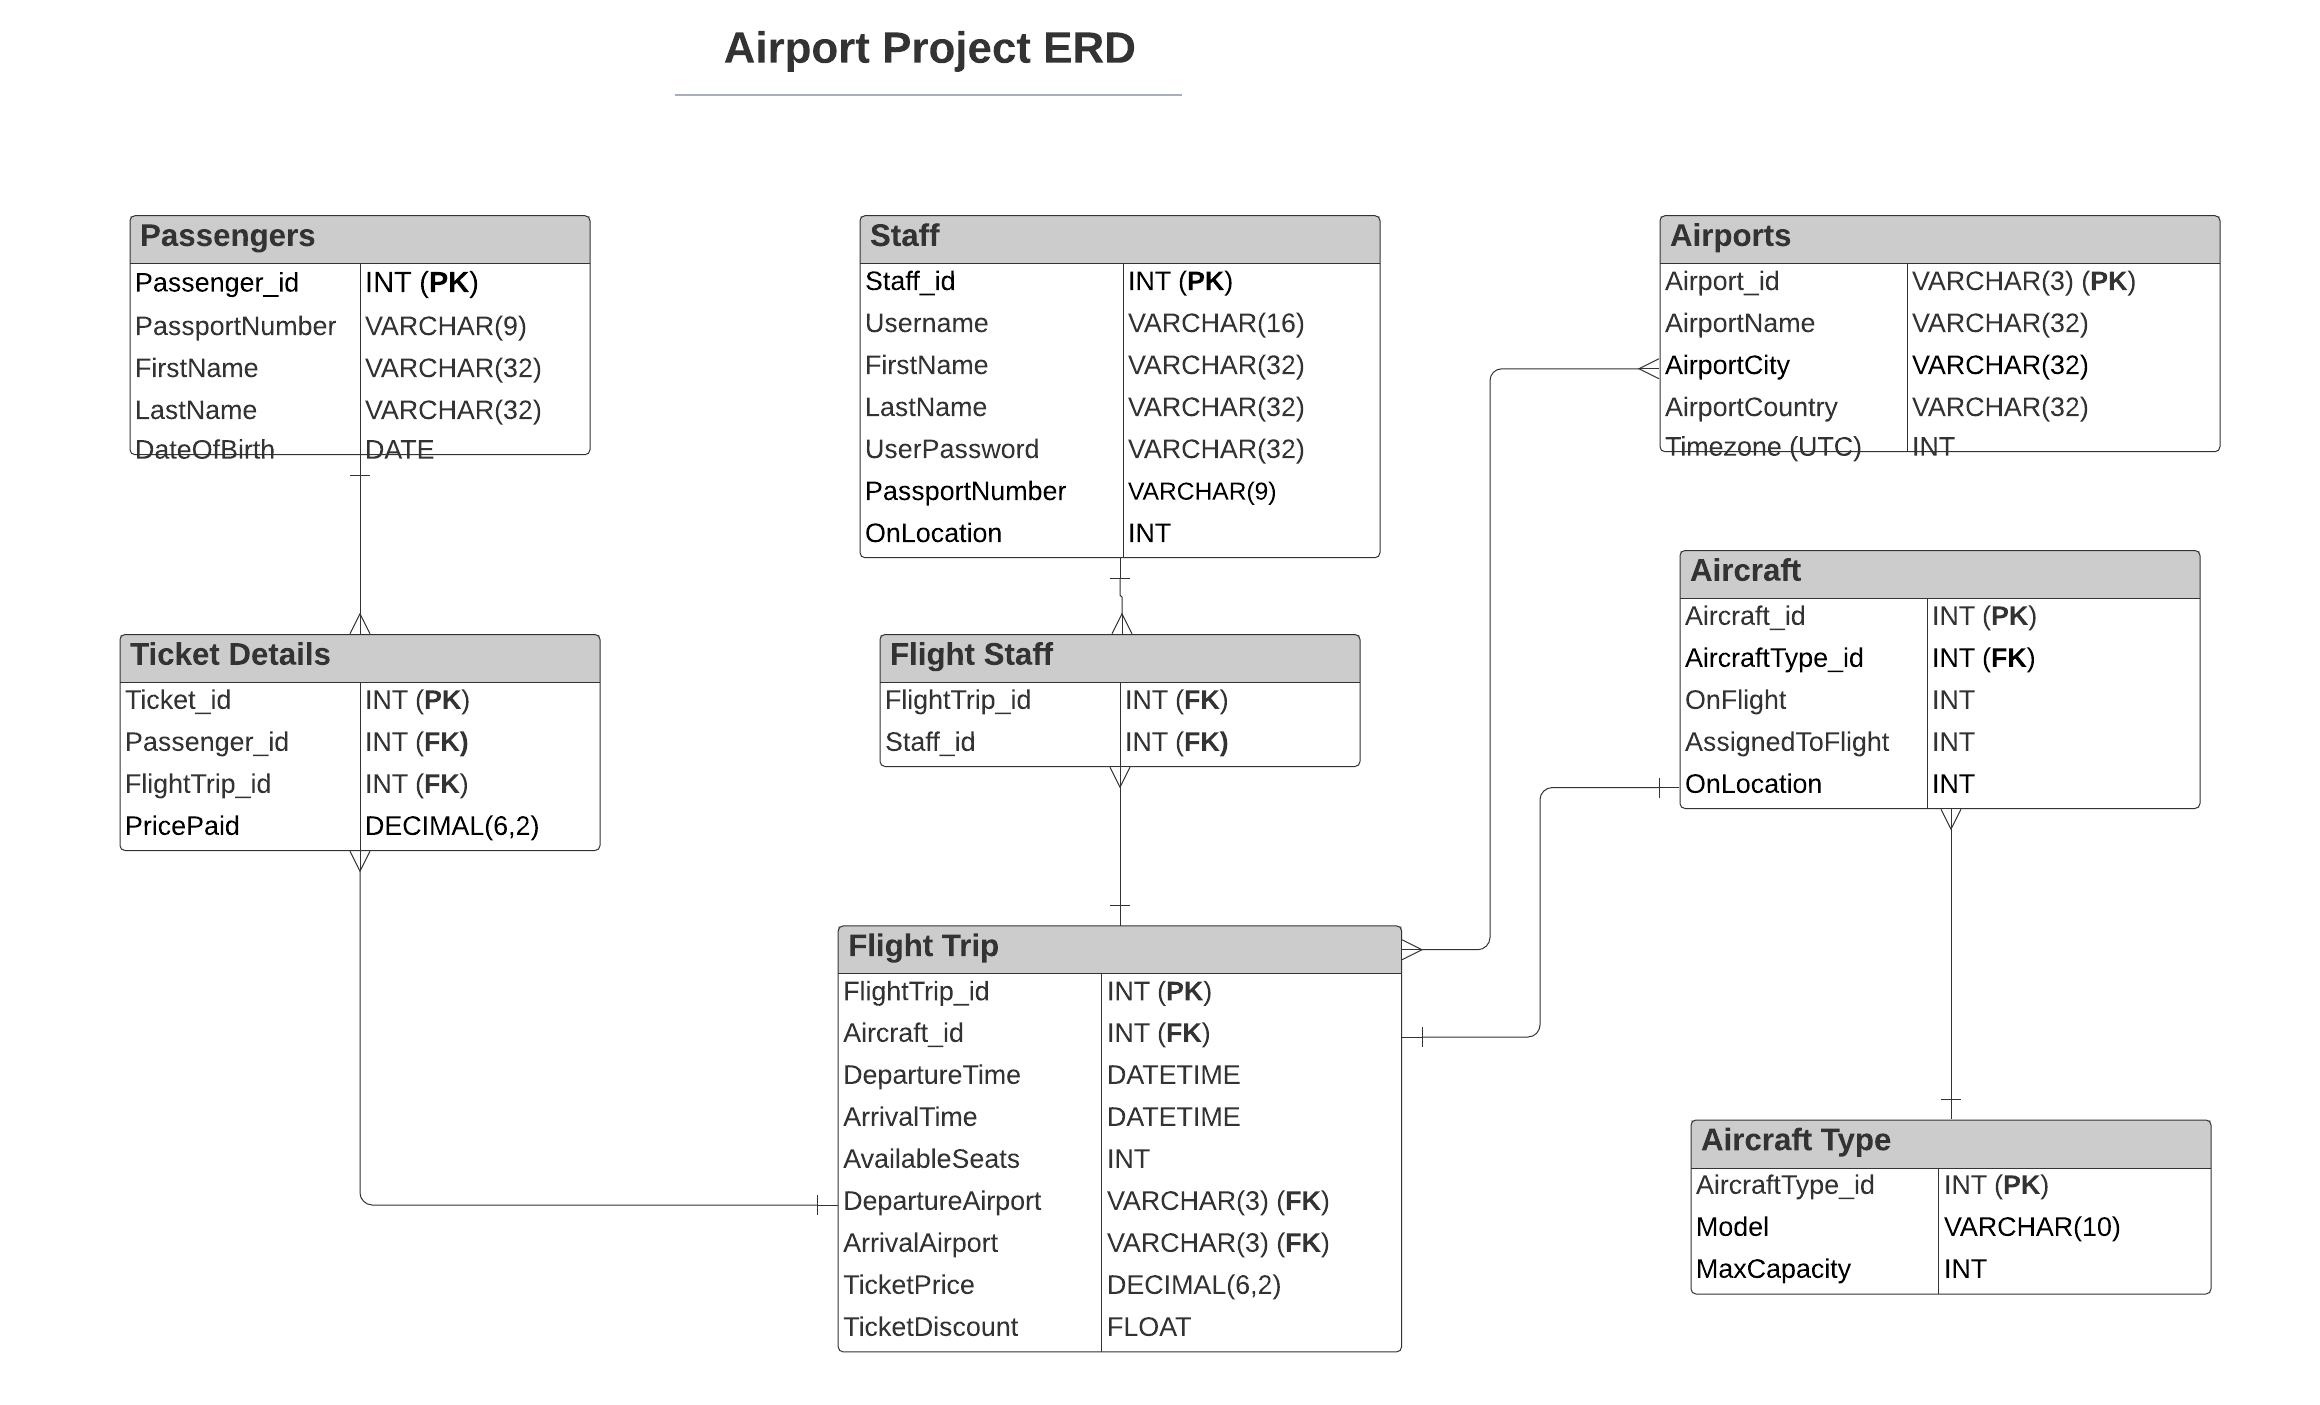 Airport Project ERD
Passengers
Passenger_id INT (PK)
PassportNumber VARCHAR(9)
FirstName VARCHAR(32)
LastName VARCHAR(32)
DateOfBirth DATE
Staff
Staff_id INT (PK)
Username VARCHAR(16)
FirstName VARCHAR(32)
LastName VARCHAR(32)
UserPassword VARCHAR(32)
PassportNumber VARCHAR(9)
OnLocation INT
Airports
Airport_id VARCHAR(3) (PK)
AirportName VARCHAR(32)
AirportCity VARCHAR(32)
AirportCountry VARCHAR(32)
Timezone (UTC) INT
Aircraft
Aircraft_id INT (PK)
AircraftType_id INT (FK)
OnFlight INT
AssignedToFlight INT
OnLocation INT
Ticket Details
Ticket_id INT (PK)
Passenger_id INT (FK)
FlightTrip_id INT (FK)
PricePaid DECIMAL(6,2)
Flight Staff
FlightTrip_id INT (FK)
Staff_id INT (FK)
Flight Trip
FlightTrip_id INT (PK)
Aircraft_id INT (FK)
DepartureTime DATETIME
ArrivalTime DATETIME
AvailableSeats INT
DepartureAirport VARCHAR(3) (FK)
ArrivalAirport VARCHAR(3) (FK)
TicketPrice DECIMAL(6,2)
TicketDiscount FLOAT
Aircraft Type
AircraftType_id INT (PK)
Model VARCHAR(10)
MaxCapacity INT